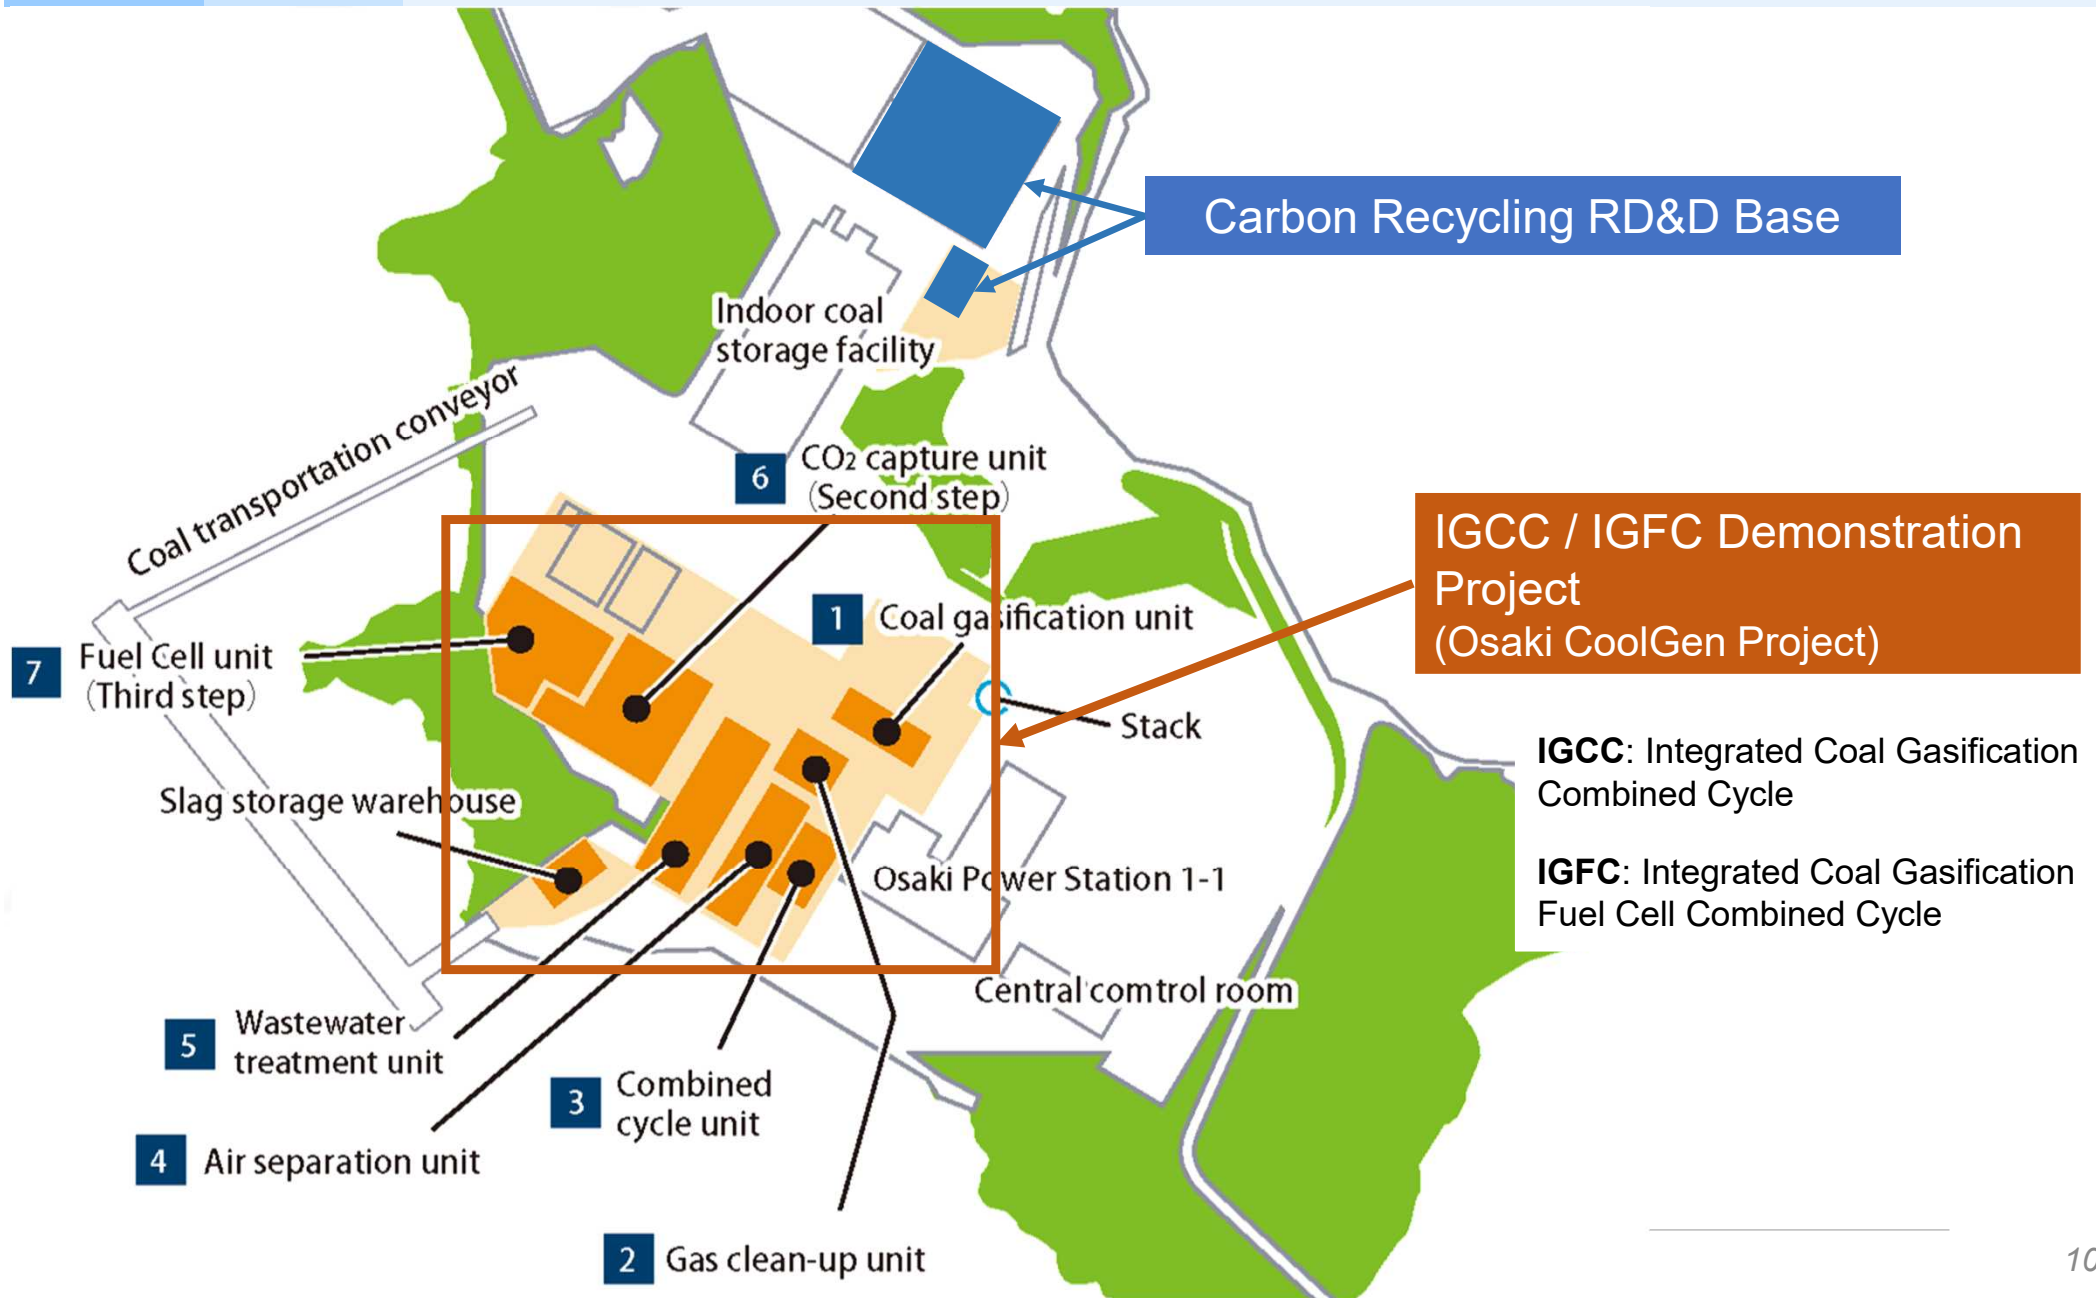 Carbon Recycling RD&D Base
Indoor coal
storage facility
Coal transportation conveyor
6
CO2 capture unit
(Second step)
IGCC / IGFC Demonstration
Project
(Osaki CoolGen Project)
1
Coal gasification unit
7
Fuel Cell unit
(Third step)
Stack
IGCC: Integrated Coal Gasification
Combined Cycle
Slag storage warehouse
Osaki Power Station 1-1
IGFC: Integrated Coal Gasification
Fuel Cell Combined Cycle
Central comtrol room
5
Wastewater
treatment unit
3
Combined
cycle unit
4
Air separation unit
2
Gas clean-up unit
10